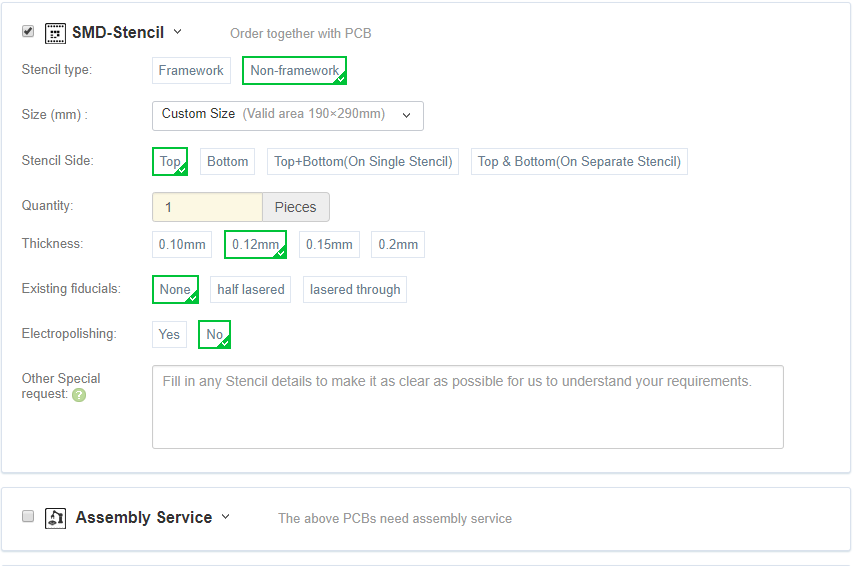 SMD-Stencil Order together with PCB
Stencil type: Framework Non-framework
Size (mm) : Custom Size (Valid area 190×290mm)
Stencil Side: Top Bottom Top+Bottom(On Single Stencil) Top & Bottom(On Separate Stencil)
Quantity: 1 Pieces
Thickness: 0.10mm 0.12mm 0.15mm 0.2mm
Existing fiducials: None half lasered lasered through
Electropolishing: Yes No
Other Special
request: ?
Fill in any Stencil details to make it as clear as possible for us to understand your requirements.
Assembly Service The above PCBs need assembly service